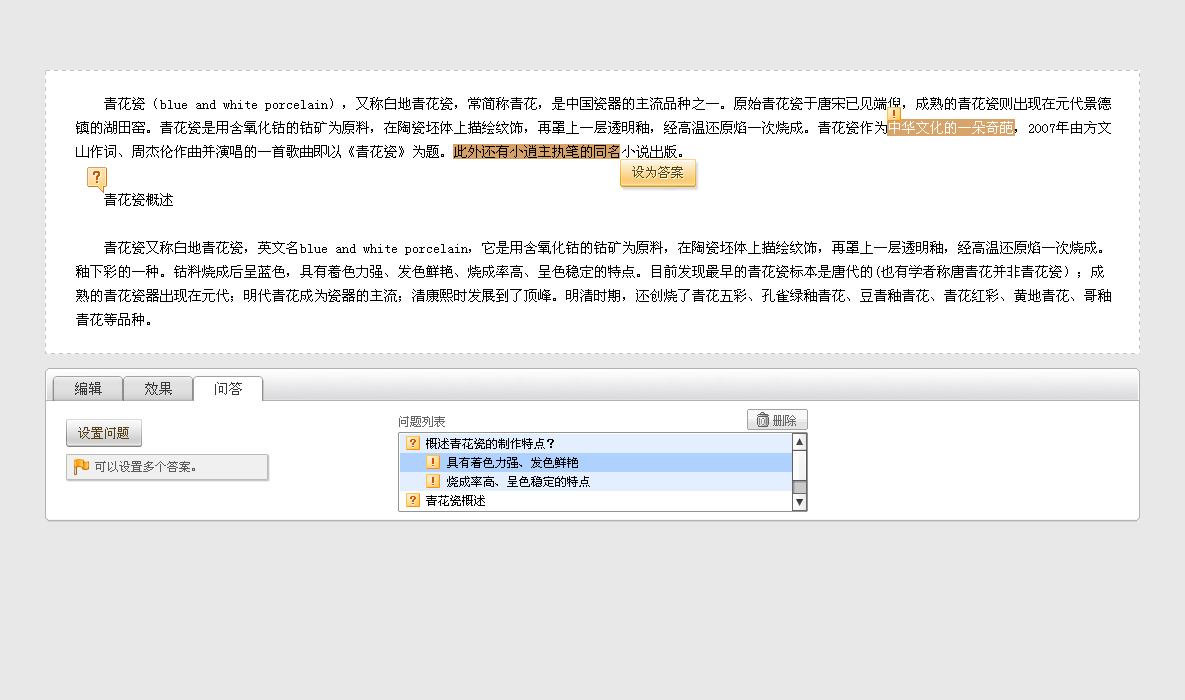 青花瓷（blue and white porcelain），又称白地青花瓷，常简称青花，是中国瓷器的主流品种之一。原始青花瓷于唐宋已见端倪，成熟的青花瓷则出现在元代景德
镇的湖田窑。青花瓷是用含氧化钴的钴矿为原料，在陶瓷坯体上描绘纹饰，再罩上一层透明釉，经高温还原焰一次烧成。青花瓷作为中华文化的一朵奇葩，2007年由方文
山作词、周杰伦作曲并演唱的一首歌曲即以《青花瓷》为题。此外还有小逍主执笔的同名小说出版。
设为答案
青花瓷概述
青花瓷又称白地青花瓷，英文名blue and white porcelain，它是用含氧化钴的钴矿为原料，在陶瓷坯体上描绘纹饰，再罩上一层透明釉，经高温还原焰一次烧成。
釉下彩的一种。钴料烧成后呈蓝色，具有着色力强、发色鲜艳、烧成率高、呈色稳定的特点。目前发现最早的青花瓷标本是唐代的(也有学者称唐青花并非青花瓷）；成
熟的青花瓷器出现在元代；明代青花成为瓷器的主流；清康熙时发展到了顶峰。明清时期，还创烧了青花五彩、孔雀绿釉青花、豆青釉青花、青花红彩、黄地青花、哥釉
青花等品种。
编辑 效果 问答
设置问题
可以设置多个答案。
问题列表 删除
概述青花瓷的制作特点？
具有着色力强、发色鲜艳
烧成率高、呈色稳定的特点
青花瓷概述